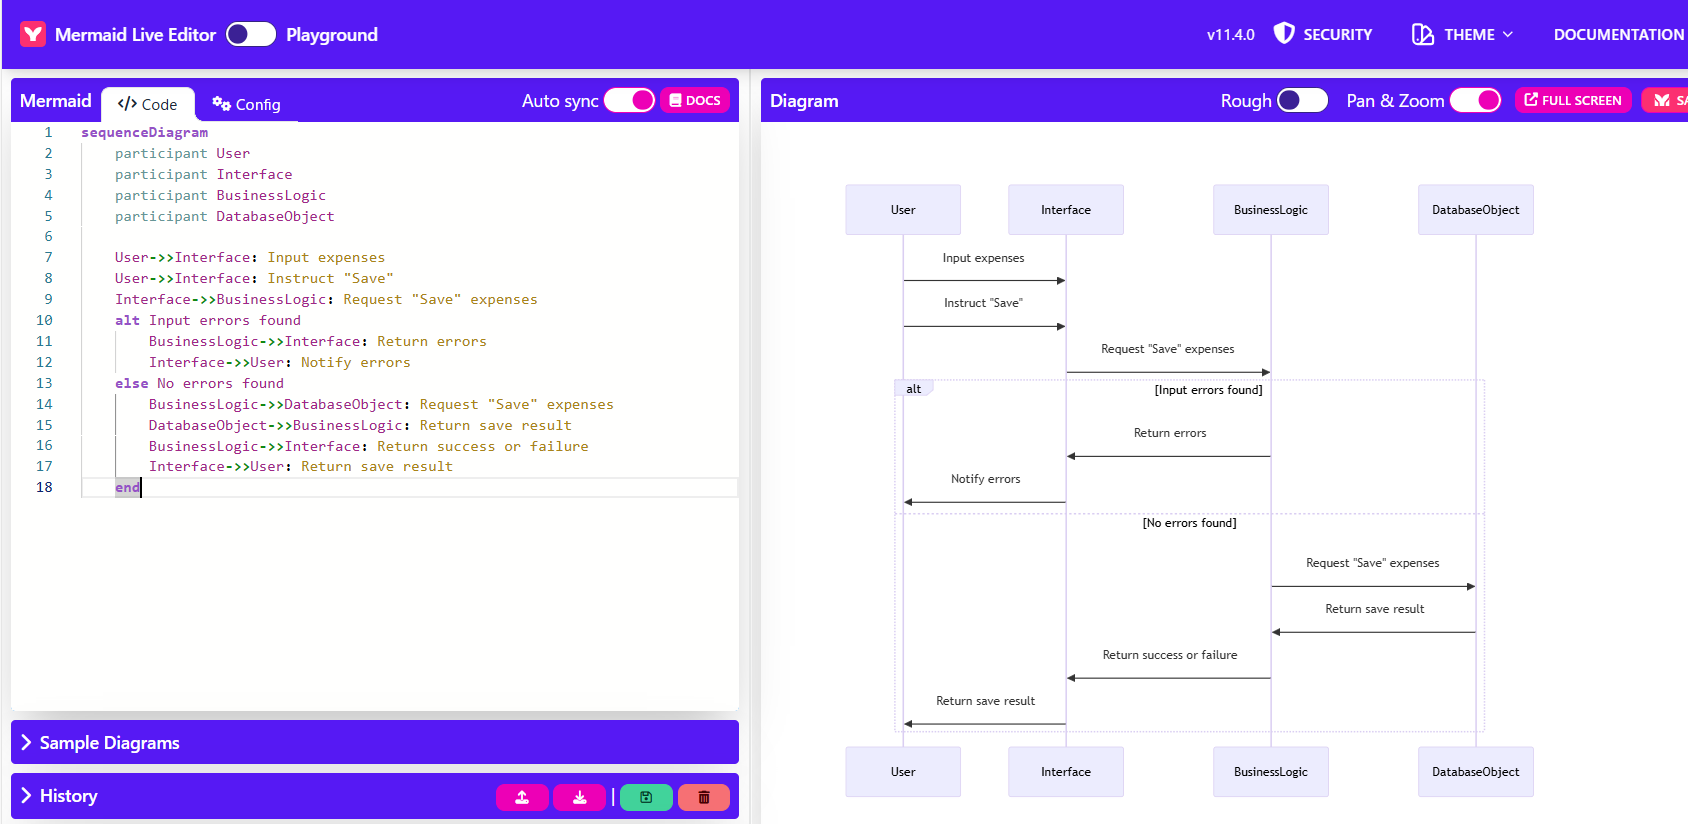 Mermaid Live Editor Playground v11.4.0 SECURITY THEME DOCUMENTATION
Mermaid </> Code Config Auto sync DOCS
1 sequenceDiagram
2 participant User
3 participant Interface
4 participant BusinessLogic
5 participant DatabaseObject
6
7 User->>Interface: Input expenses
8 User->>Interface: Instruct "Save"
9 Interface->>BusinessLogic: Request "Save" expenses
10 alt Input errors found
11 BusinessLogic->>Interface: Return errors
12 Interface->>User: Notify errors
13 else No errors found
14 BusinessLogic->>DatabaseObject: Request "Save" expenses
15 DatabaseObject->>BusinessLogic: Return save result
16 BusinessLogic->>Interface: Return success or failure
17 Interface->>User: Return save result
18 end
Sample Diagrams
History
Diagram Rough Pan & Zoom FULL SCREEN SA
User Interface BusinessLogic DatabaseObject
Input expenses
Instruct "Save"
Request "Save" expenses
alt [Input errors found]
Return errors
Notify errors
[No errors found]
Request "Save" expenses
Return save result
Return success or failure
Return save result
User Interface BusinessLogic DatabaseObject